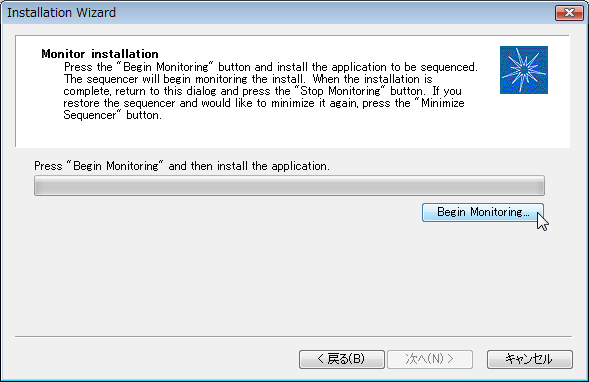 Installation Wizard
Monitor installation
Press the "Begin Monitoring" button and install the application to be sequenced.
The sequencer will begin monitoring the install.  When the installation is
complete, return to this dialog and press the "Stop Monitoring" button.  If you
restore the sequencer and would like to minimize it again, press the "Minimize
Sequencer" button.
Press "Begin Monitoring" and then install the application.
Begin Monitoring...
< 戻る(B)
次へ(N) >
キャンセル